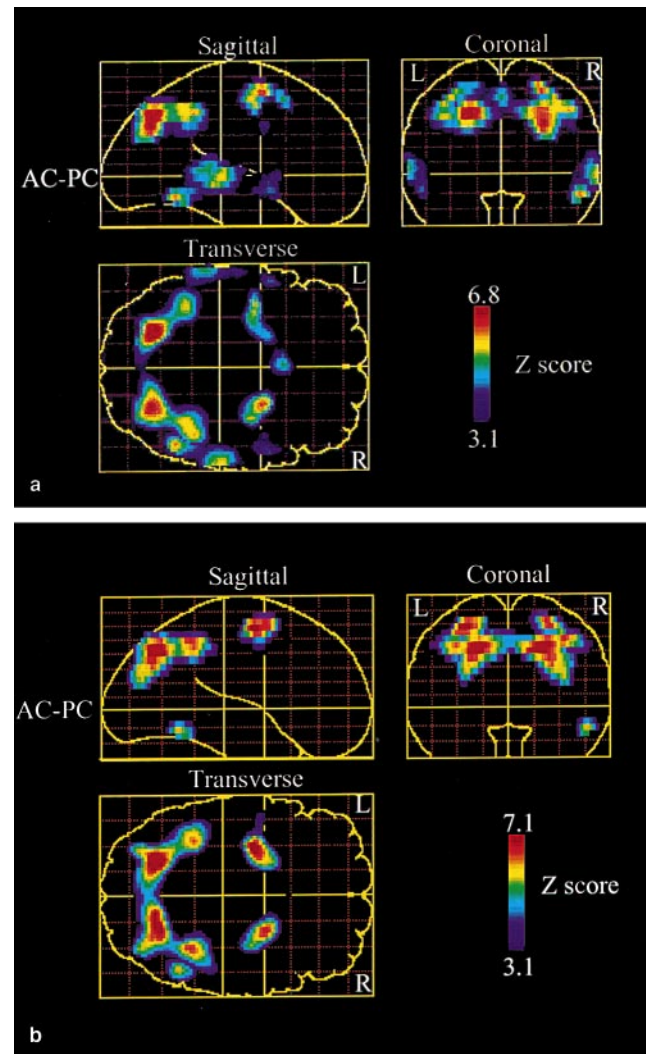 Sagittal
Coronal
L
R
AC-PC
Transverse
L
R
6.8
Z score
3.1
a
Sagittal
Coronal
L
R
AC-PC
Transverse
L
R
7.1
Z score
3.1
b